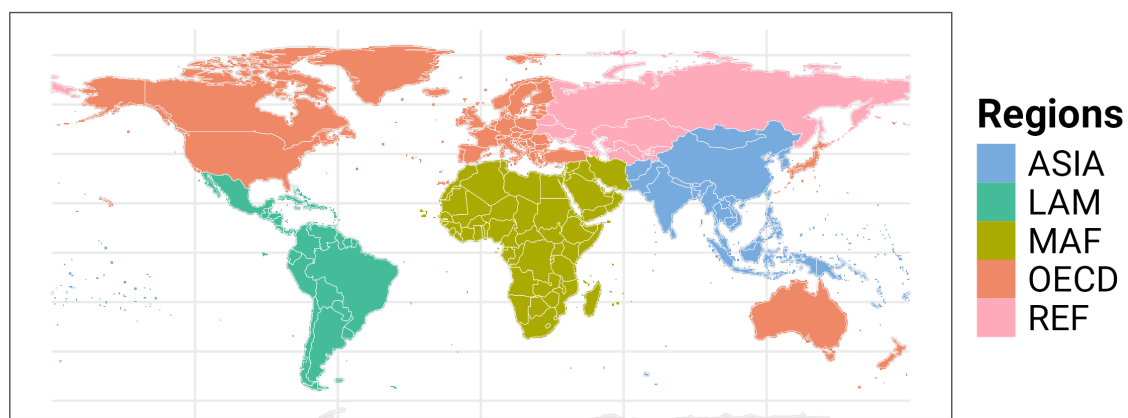 Regions
ASIA
LAM
MAF
OECD
REF